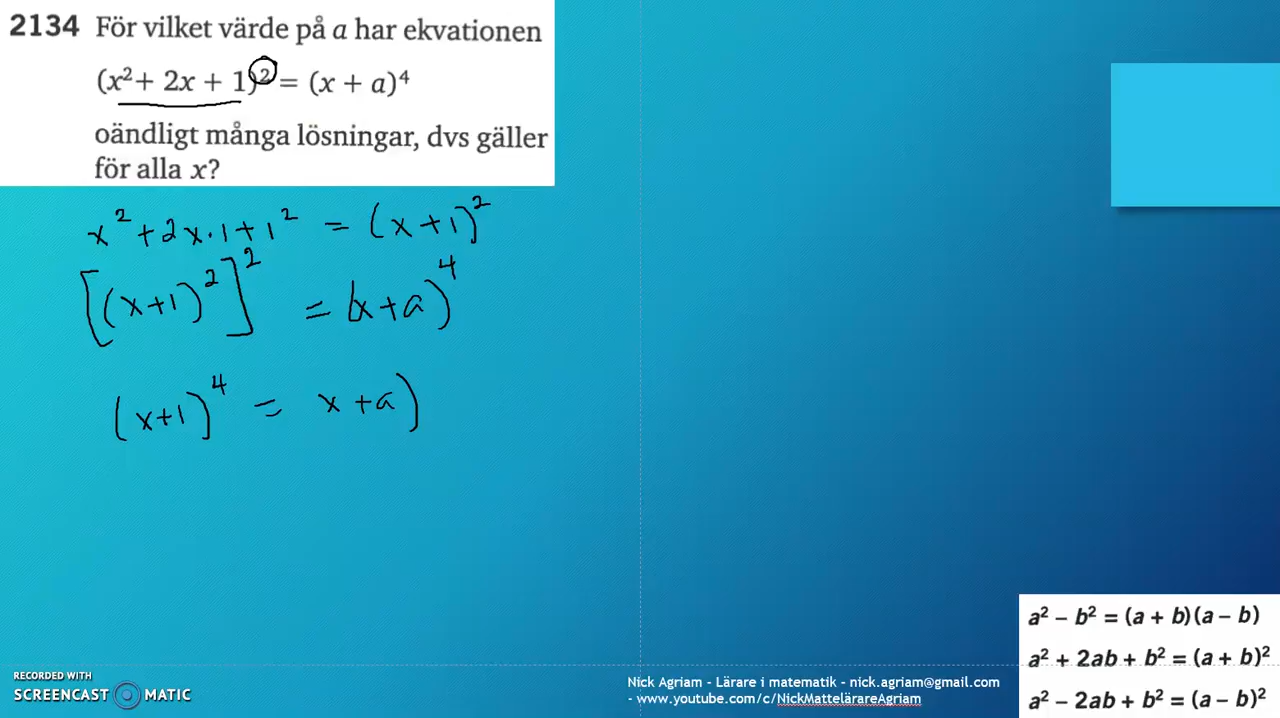 2134 För vilket värde på a har ekvationen
(x² + 2x + 1)² = (x + a)⁴
oändligt många lösningar, dvs gäller
för alla x?
x² + 2x · 1 + 1² = (x + 1)²
[(x+1)²]² = (x + a)⁴
(x+1)⁴ = x + a)
a² − b² = (a + b)(a − b)
a² + 2ab + b² = (a + b)²
a² − 2ab + b² = (a − b)²
RECORDED WITH
SCREENCAST MATIC
Nick Agriam - Lärare i matematik - nick.agriam@gmail.com
- www.youtube.com/c/NickMattelärareAgriam